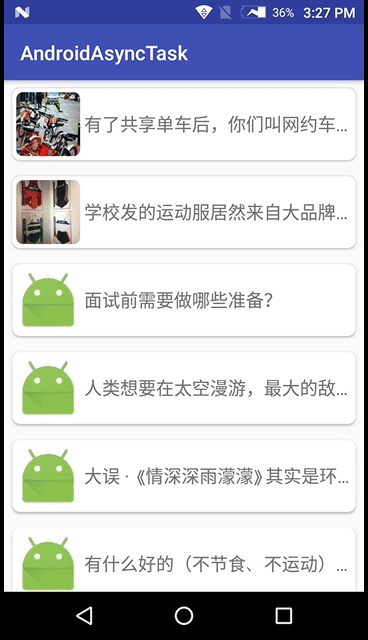 36% 3:27 PM
AndroidAsyncTask
有了共享单车后，你们叫网约车...
学校发的运动服居然来自大品牌...
面试前需要做哪些准备？
人类想要在太空漫游，最大的敌...
大误 · 《情深深雨濛濛》其实是环...
有什么好的（不节食、不运动）...